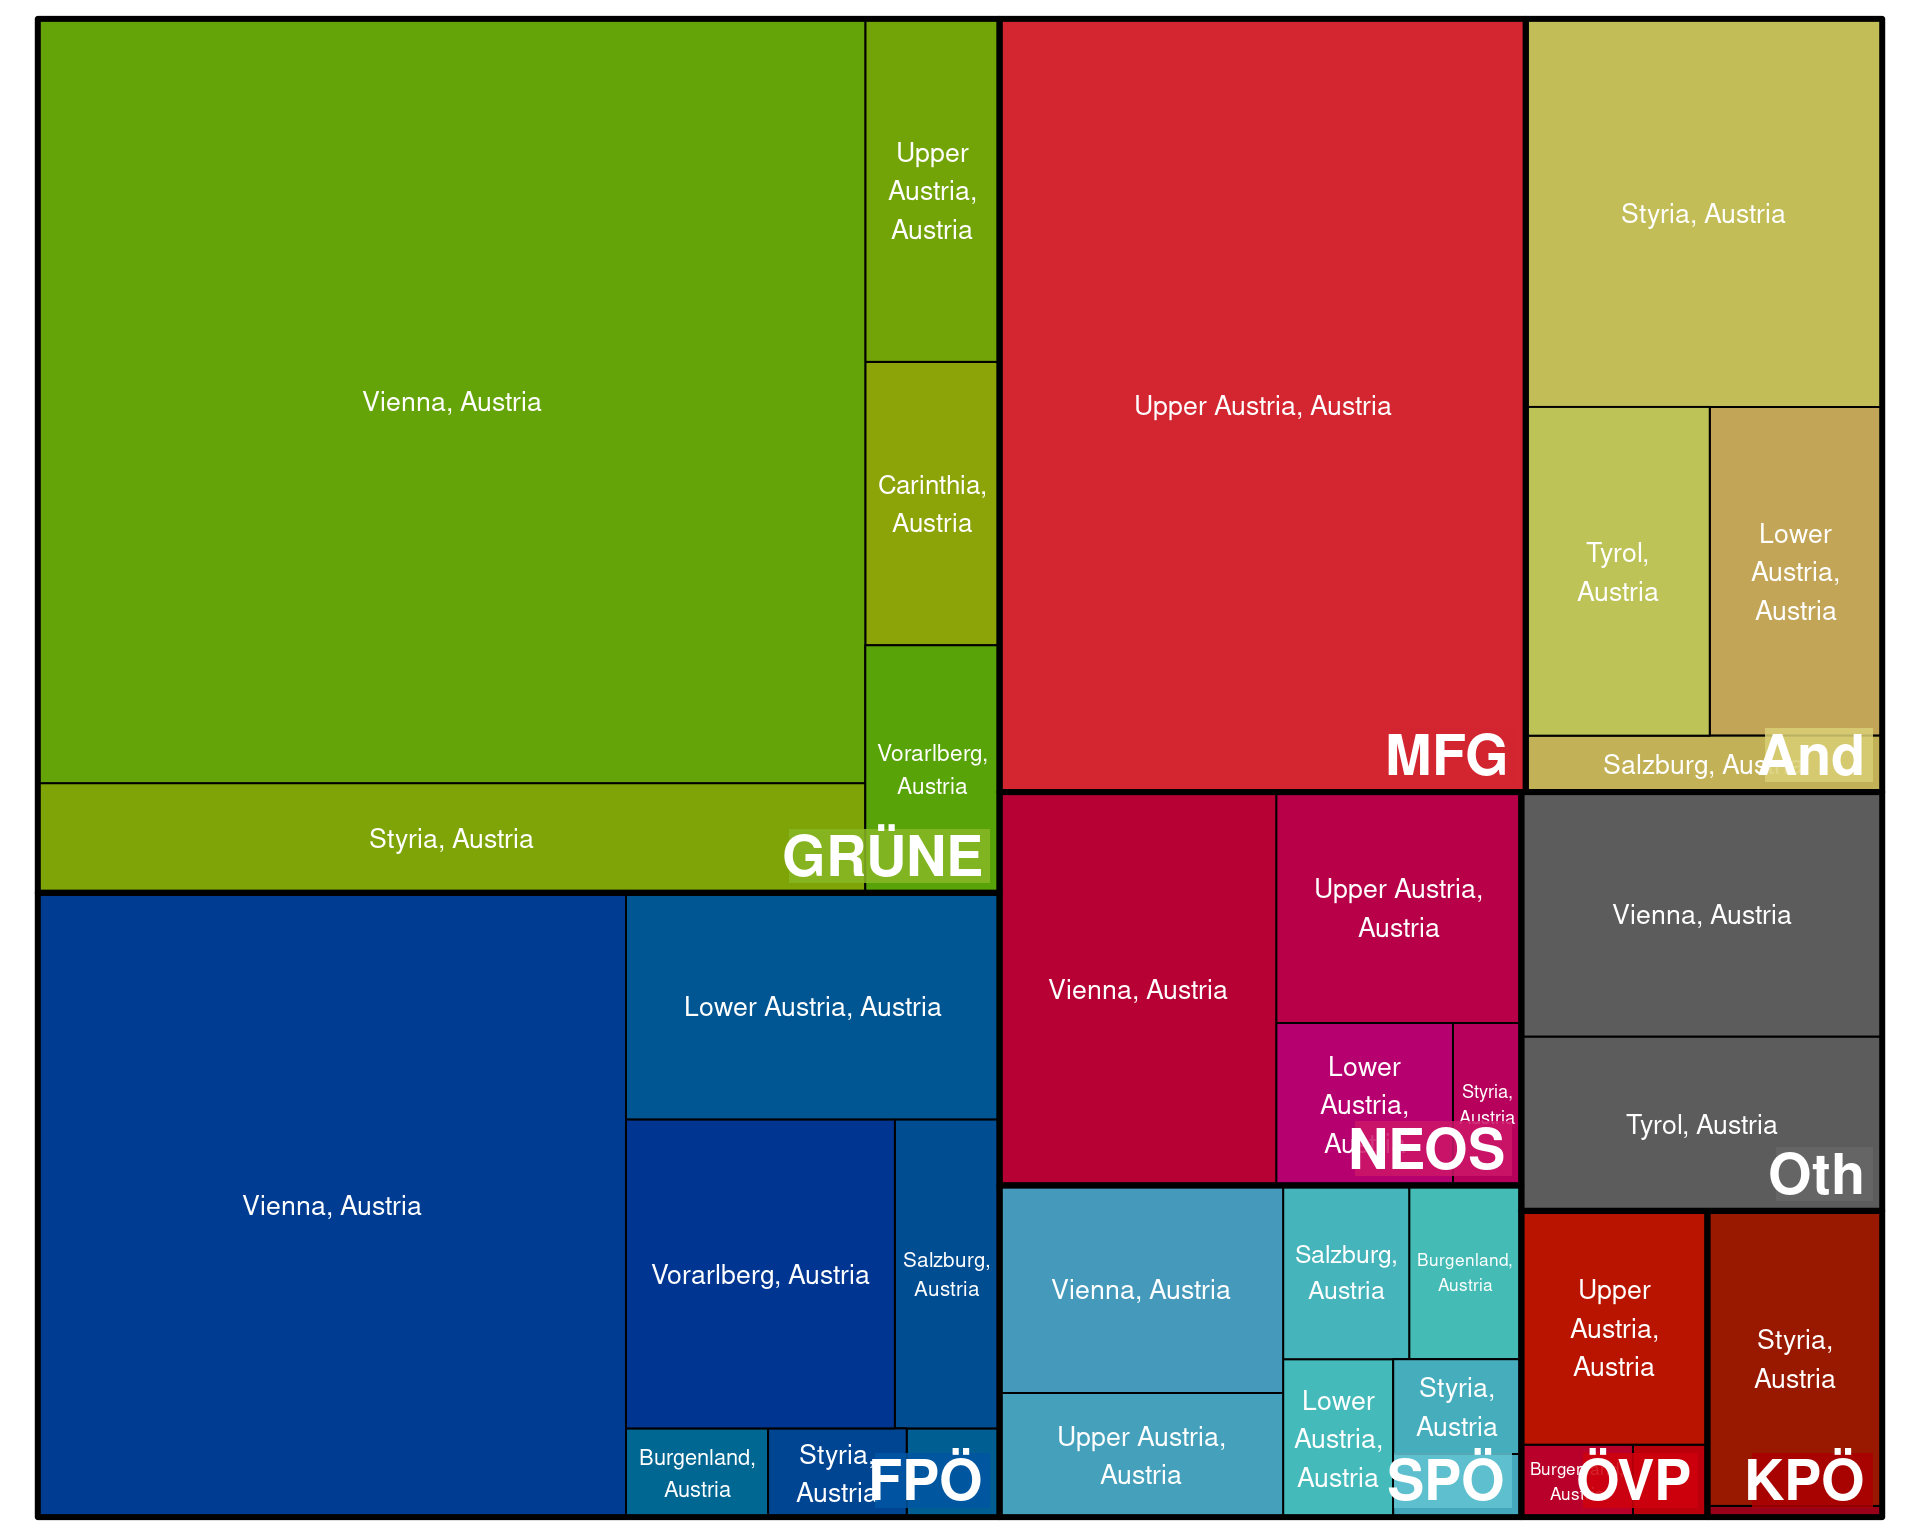 Vienna, Austria
Upper
Austria,
Austria
Carinthia,
Austria
Vorarlberg,
Austria
Styria, Austria
GRÜNE
Upper Austria, Austria
MFG
Styria, Austria
Tyrol,
Austria
Lower
Austria,
Austria
Salzburg,
And
Vienna, Austria
Lower Austria, Austria
Vorarlberg, Austria
Salzburg,
Austria
Burgenland,
Austria
Styria,
Austria
FPÖ
Vienna, Austria
Upper Austria,
Austria
Lower
Austria,
Styria,
Austria
NEOS
Vienna, Austria
Tyrol, Austria
Oth
Vienna, Austria
Upper Austria,
Austria
Salzburg,
Austria
Burgenland,
Austria
Lower
Austria,
Austria
Styria,
Austria
SPÖ
Upper
Austria,
Austria
ÖVP
Styria,
Austria
KPÖ